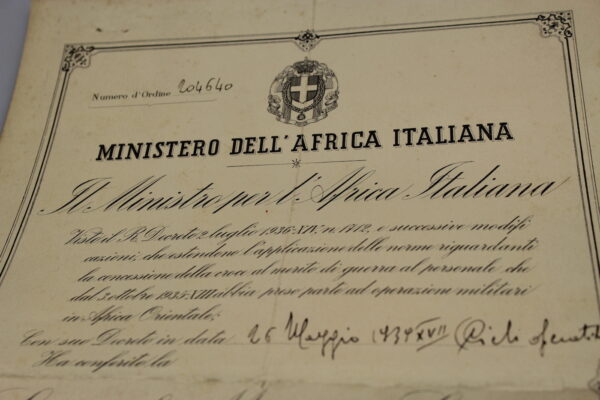 Numero d'Ordine 204640
MINISTERO DELL'AFRICA ITALIANA
Il Ministro per l'Africa Italiana
Visto il R. Decreto 2 luglio 1936-XIV, n. 1712, e successive modifi
cazioni, che estendono l'applicazione delle norme riguardanti
la concessione della croce al merito di guerra al personale che
dal 3 ottobre 1935-XIII abbia preso parte ad operazioni militari
in Africa Orientale;
Con suo Decreto in data 26 Maggio 1939 XVII (Ciclo
Ha conferito la